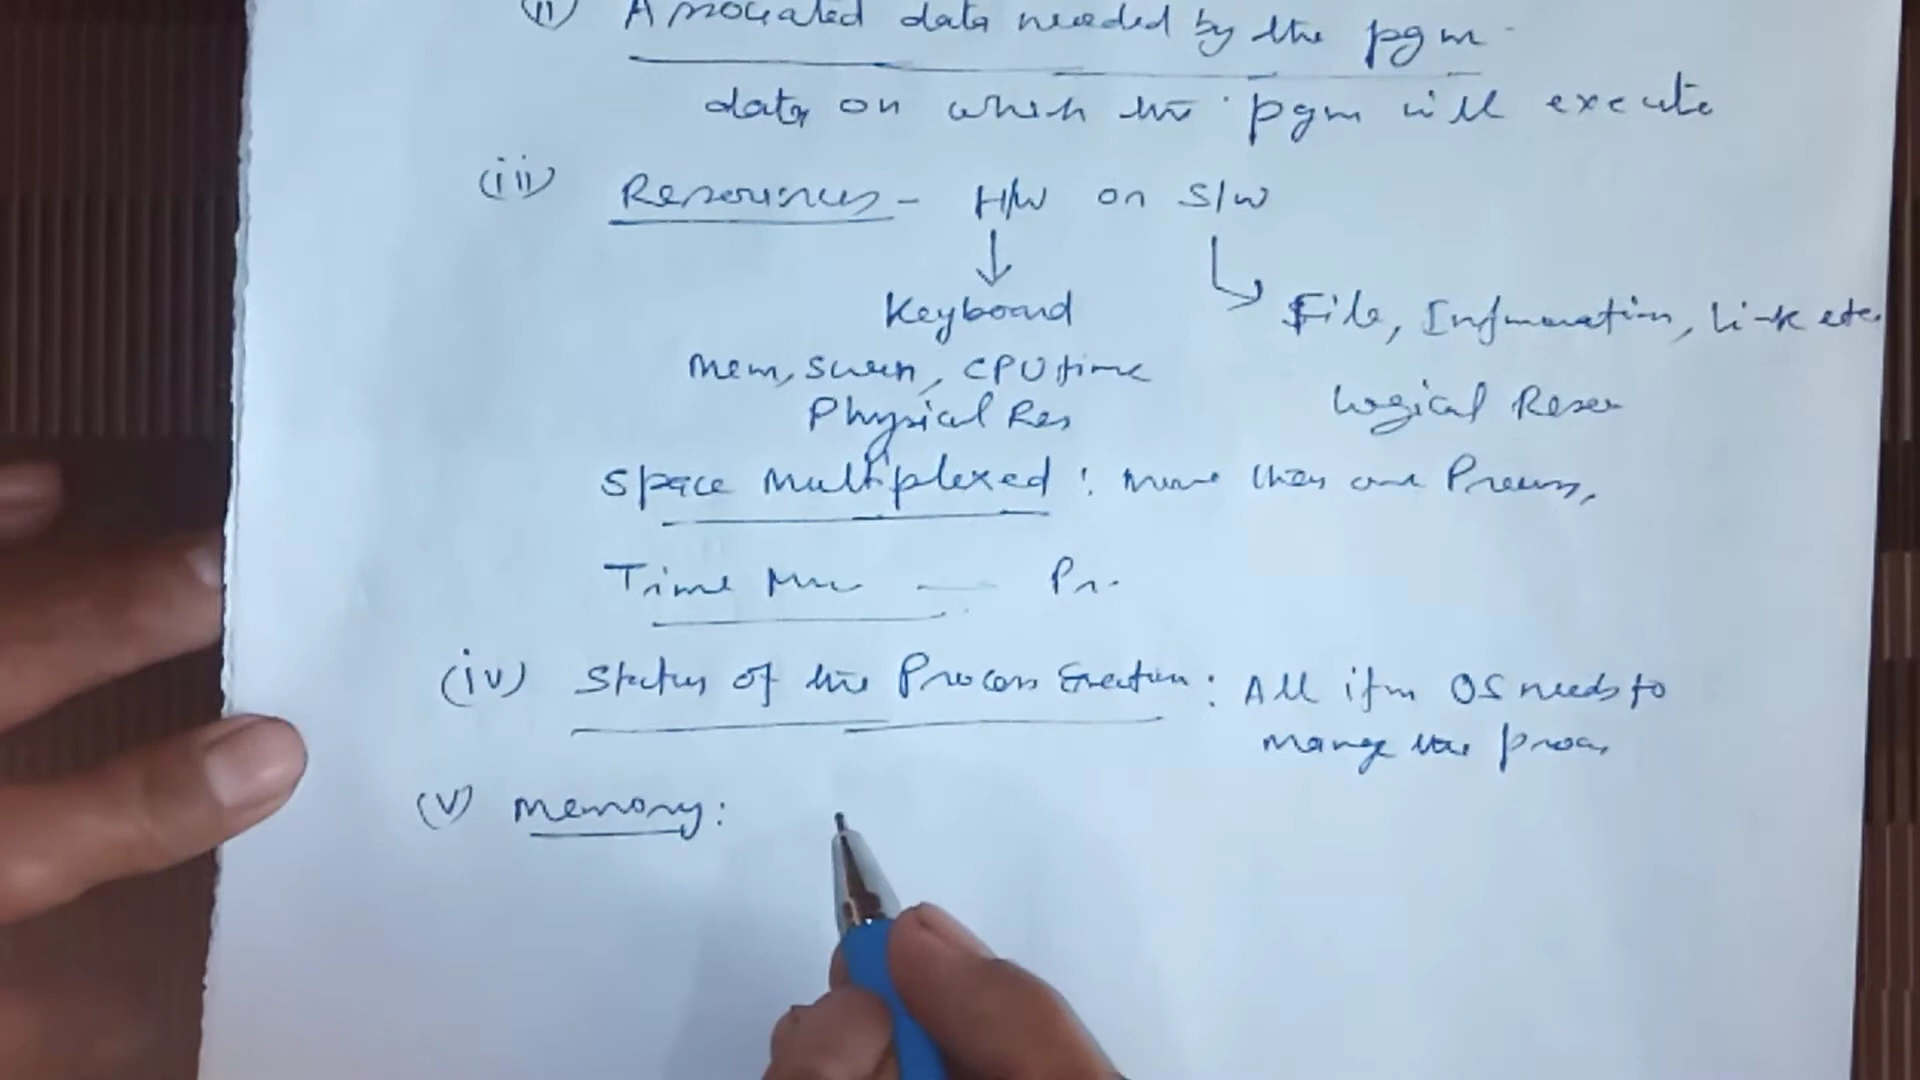 (ii) Associated data needed by the pgm
data on which the pgm will execute
(iii) Resources - H/W or S/W
Keyboard
File, Information, Link etc.
Mem, Screen, CPU time
Logical Reso
Physical Res
Space Multiplexed : more than one Process,
Time Mu Pr.
(iv) Status of the Process Execution : All ifm OS needs to
manage the proc,
(v) Memory :